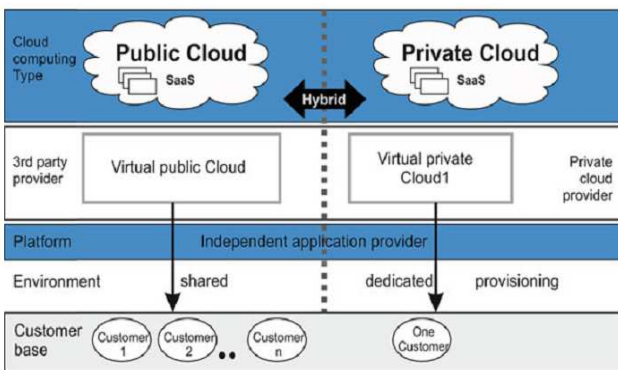 Cloud
computing
Type
Public Cloud
SaaS
Hybrid
Private Cloud
SaaS
3rd party
provider
Virtual public Cloud
Virtual private
Cloud1
Private
cloud
provider
Platform
Independent application provider
Environment
shared
dedicated
provisioning
Customer
base
Customer
1
Customer
2
..
Customer
n
One
Customer